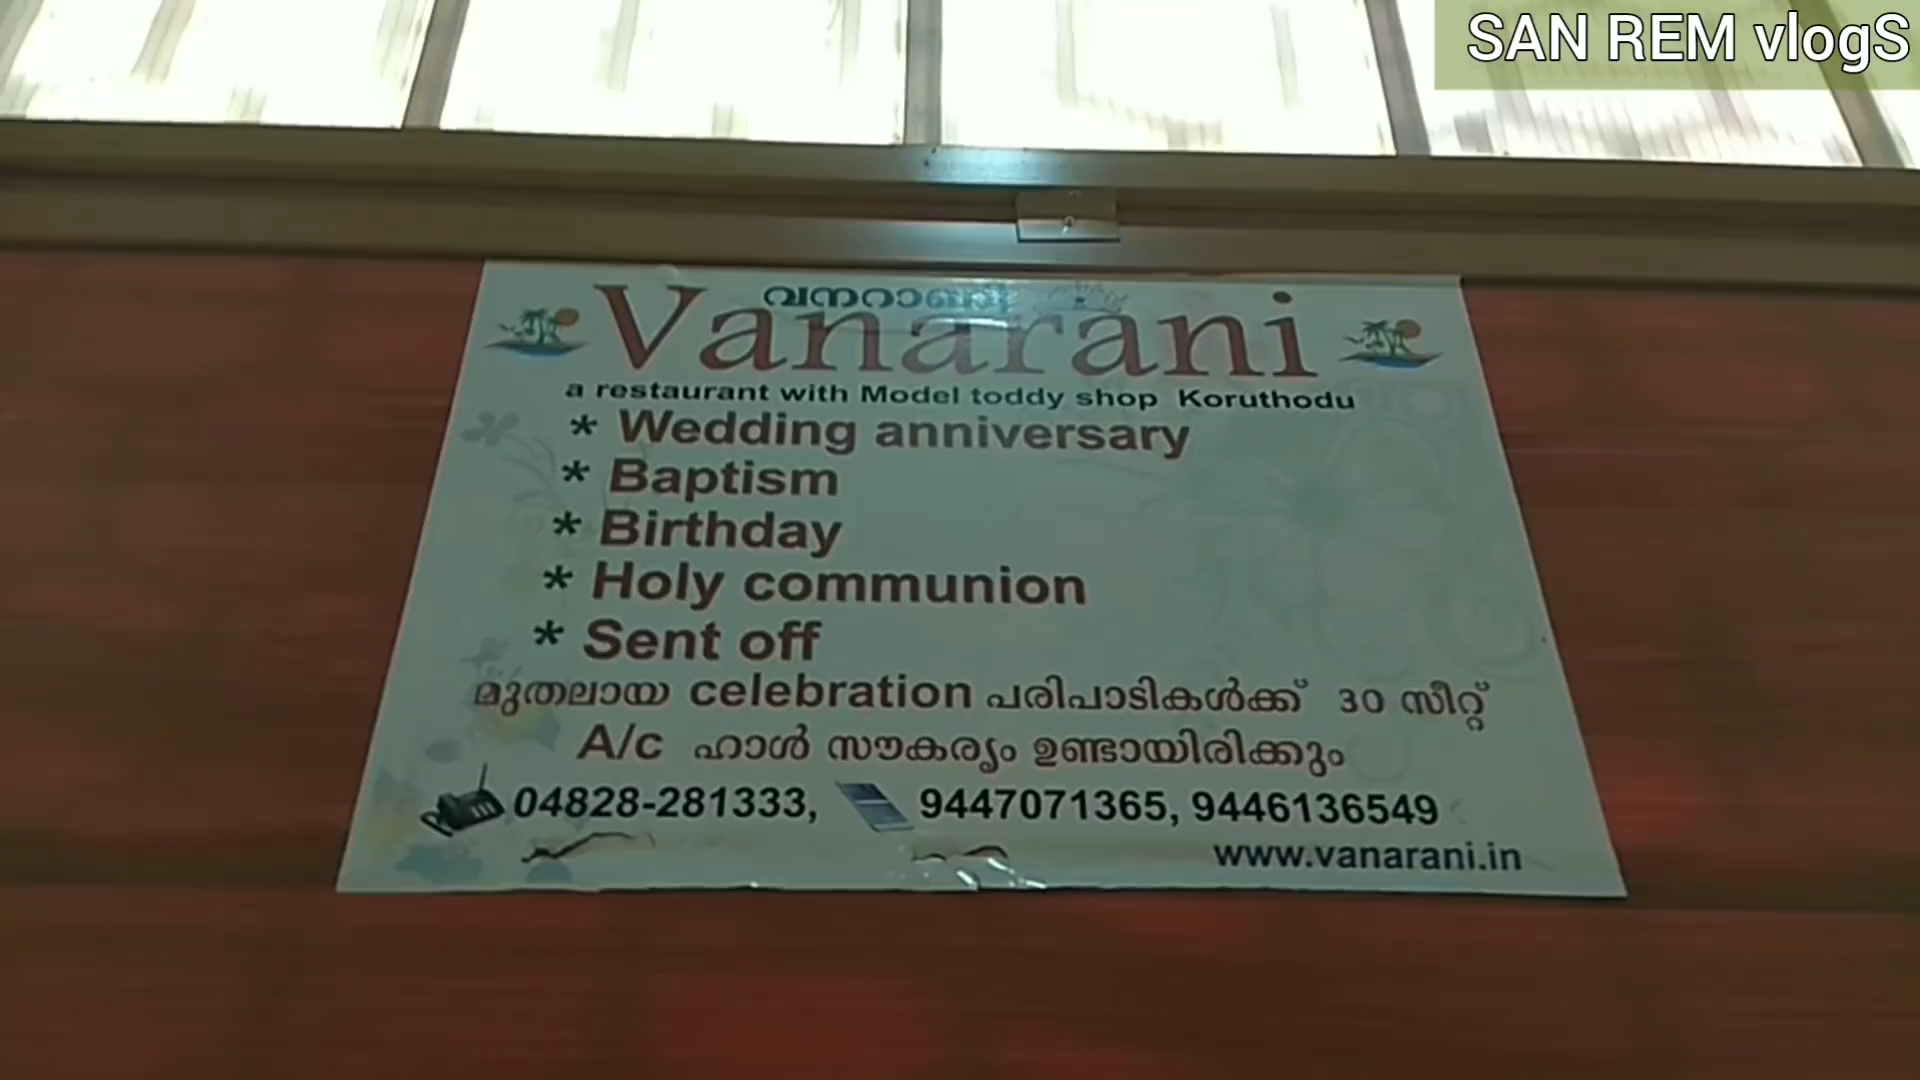 SAN REM vlogS
വനറാണി
Vanarani
a restaurant with Model toddy shop Koruthodu
* Wedding anniversary
* Baptism
* Birthday
* Holy communion
* Sent off
മുതലായ celebration പരിപാടികൾക്ക് 30 സീറ്റ്
A/c ഹാൾ സൗകര്യം ഉണ്ടായിരിക്കും
04828-281333, 9447071365, 9446136549
www.vanarani.in